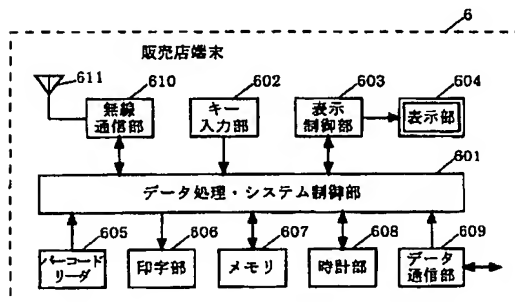 6
販売店端末
611
610
602
603
604
無線
通信部
キー
入力部
表示
制御部
表示部
601
データ処理・システム制御部
605
606
607
608
609
バーコード
リーダ
印字部
メモリ
時計部
データ
通信部